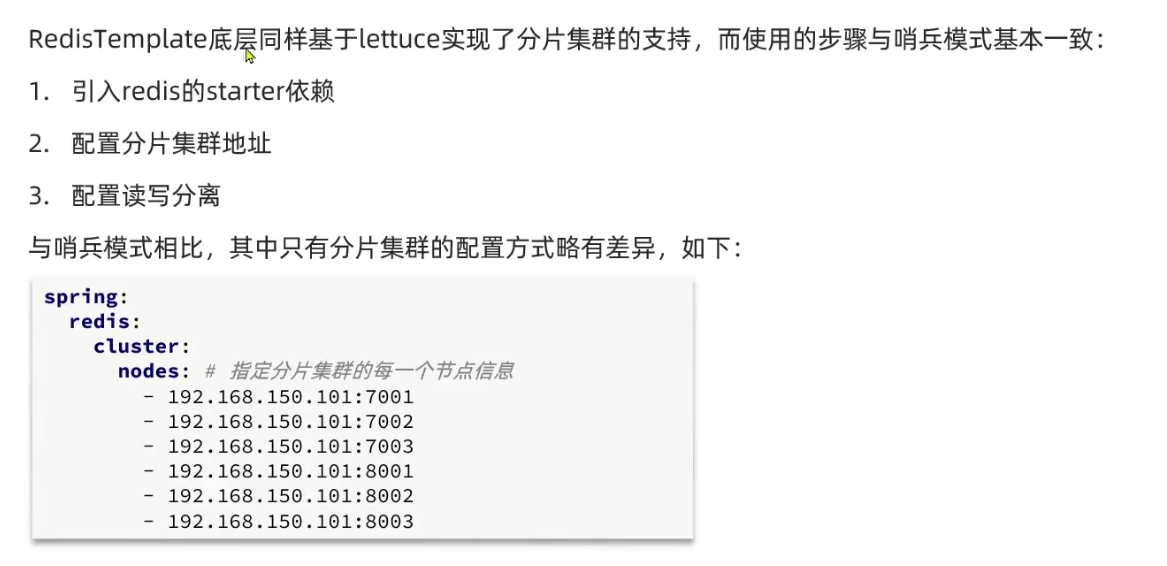 RedisTemplate底层同样基于lettuce实现了分片集群的支持，而使用的步骤与哨兵模式基本一致：
1. 引入redis的starter依赖
2. 配置分片集群地址
3. 配置读写分离
与哨兵模式相比，其中只有分片集群的配置方式略有差异，如下：
spring:
  redis:
    cluster:
      nodes: # 指定分片集群的每一个节点信息
        - 192.168.150.101:7001
        - 192.168.150.101:7002
        - 192.168.150.101:7003
        - 192.168.150.101:8001
        - 192.168.150.101:8002
        - 192.168.150.101:8003